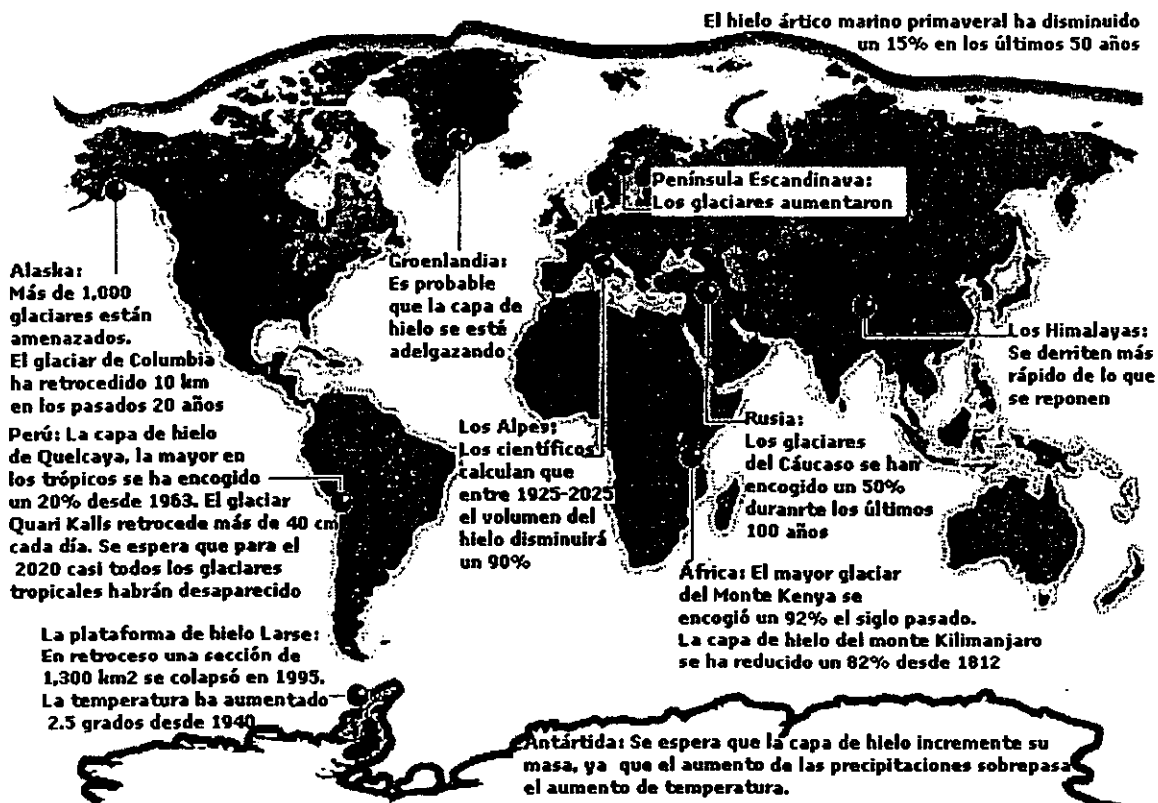 El hielo ártico marino primaveral ha disminuido
un 15% en los últimos 50 años
Península Escandinava:
Los glaciares aumentaron
Alaska:
Más de 1,000
glaciares están
amenazados.
El glaciar de Columbia
ha retrocedido 10 km
en los pasados 20 años
Groenlandia:
Es probable
que la capa de
hielo se esté
adelgazando
Los Himalayas:
Se derriten más
rápido de lo que
se reponen
Perú: La capa de hielo
de Quelcaya, la mayor en
los trópicos se ha encogido
un 20% desde 1963. El glaciar
Quari Kalls retrocede más de 40 cm
cada día. Se espera que para el
2020 casi todos los glaciares
tropicales habrán desaparecido
Los Alpes:
Los científicos
calculan que
entre 1925-2025
el volumen del
hielo disminuirá
un 90%
Rusia:
Los glaciares
del Cáucaso se han
encogido un 50%
duranrte los últimos
100 años
África: El mayor glaciar
del Monte Kenya se
encogió un 92% el siglo pasado.
La capa de hielo del monte Kilimanjaro
se ha reducido un 82% desde 1812
La plataforma de hielo Larse:
En retroceso una sección de
1,300 km2 se colapsó en 1995.
La temperatura ha aumentado
2.5 grados desde 1940
Antártida: Se espera que la capa de hielo incremente su
masa, ya que el aumento de las precipitaciones sobrepasa
el aumento de temperatura.